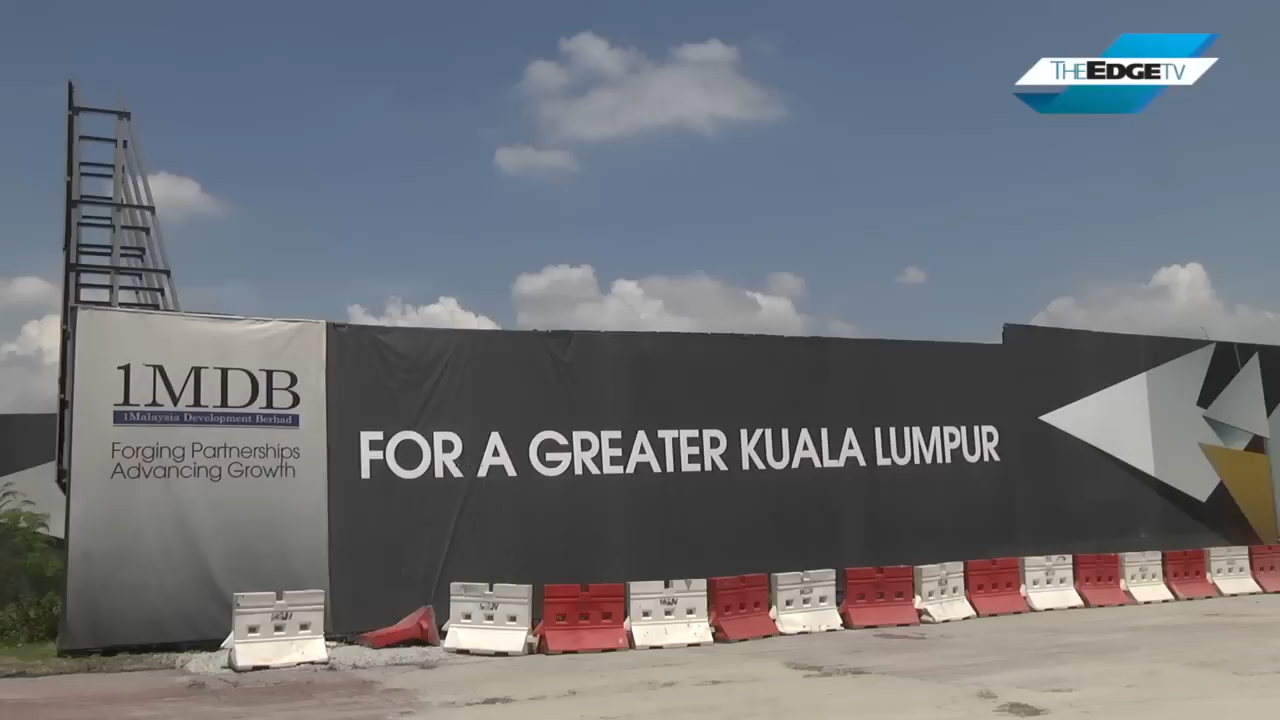 THEEDGETV
1MDB
1Malaysia Development Berhad
Forging Partnerships
Advancing Growth
FOR A GREATER KUALA LUMPUR